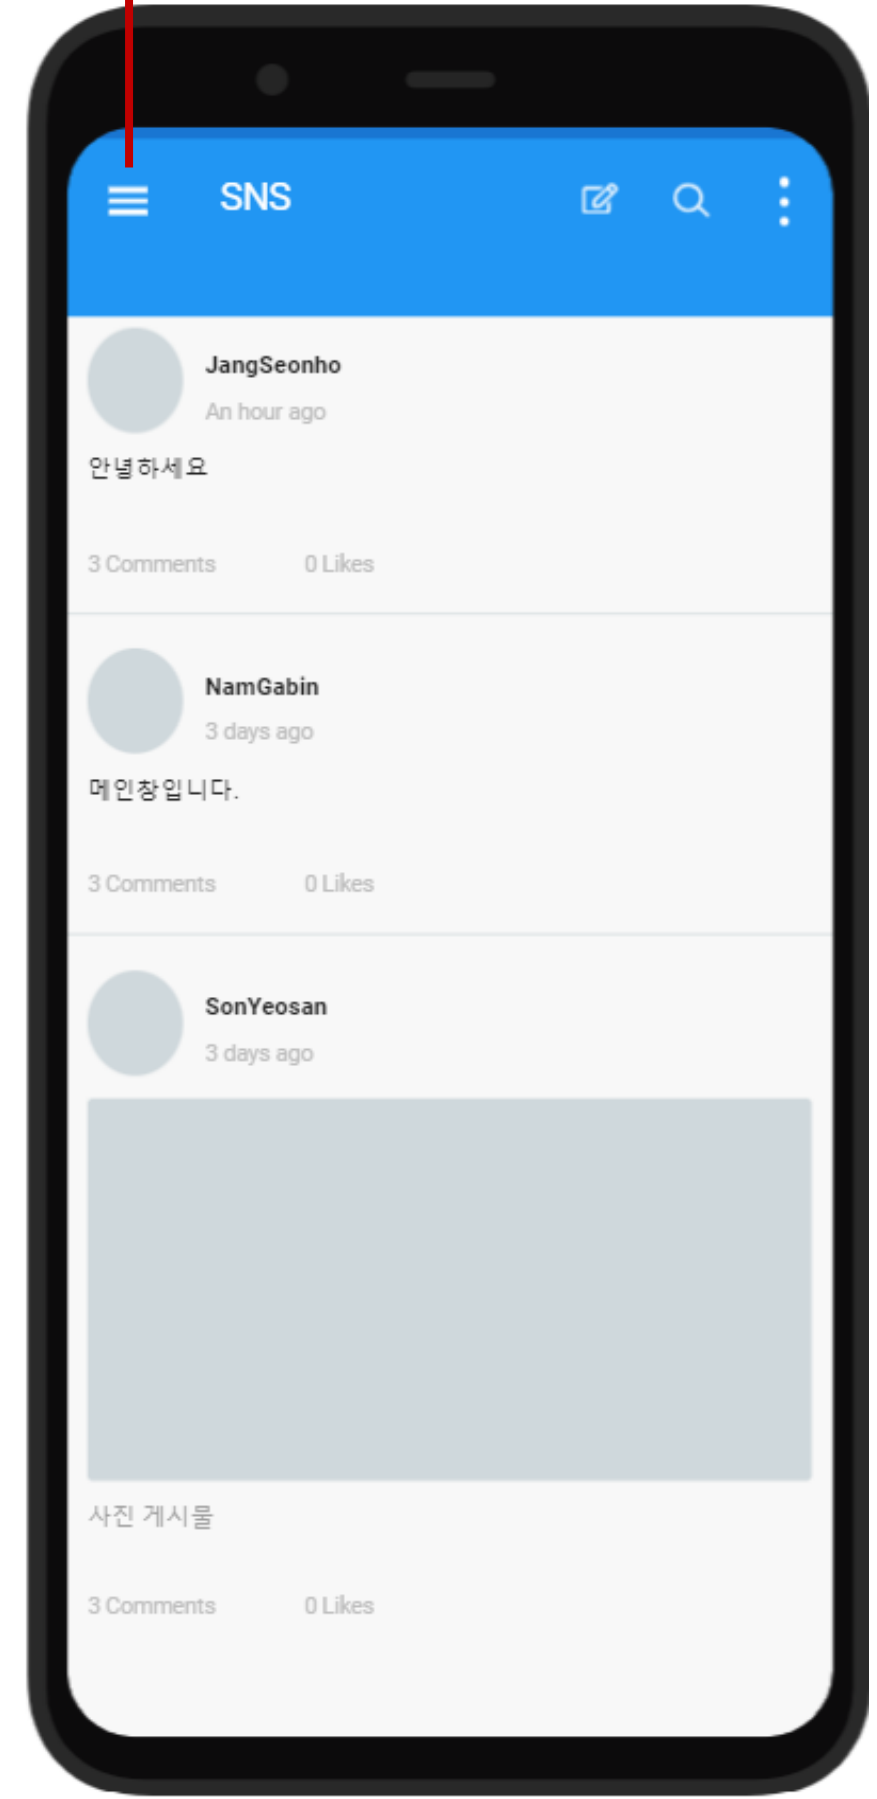 SNS
JangSeonho
An hour ago
안녕하세요
3 Comments 0 Likes
NamGabin
3 days ago
메인창입니다.
3 Comments 0 Likes
SonYeosan
3 days ago
사진 게시물
3 Comments 0 Likes